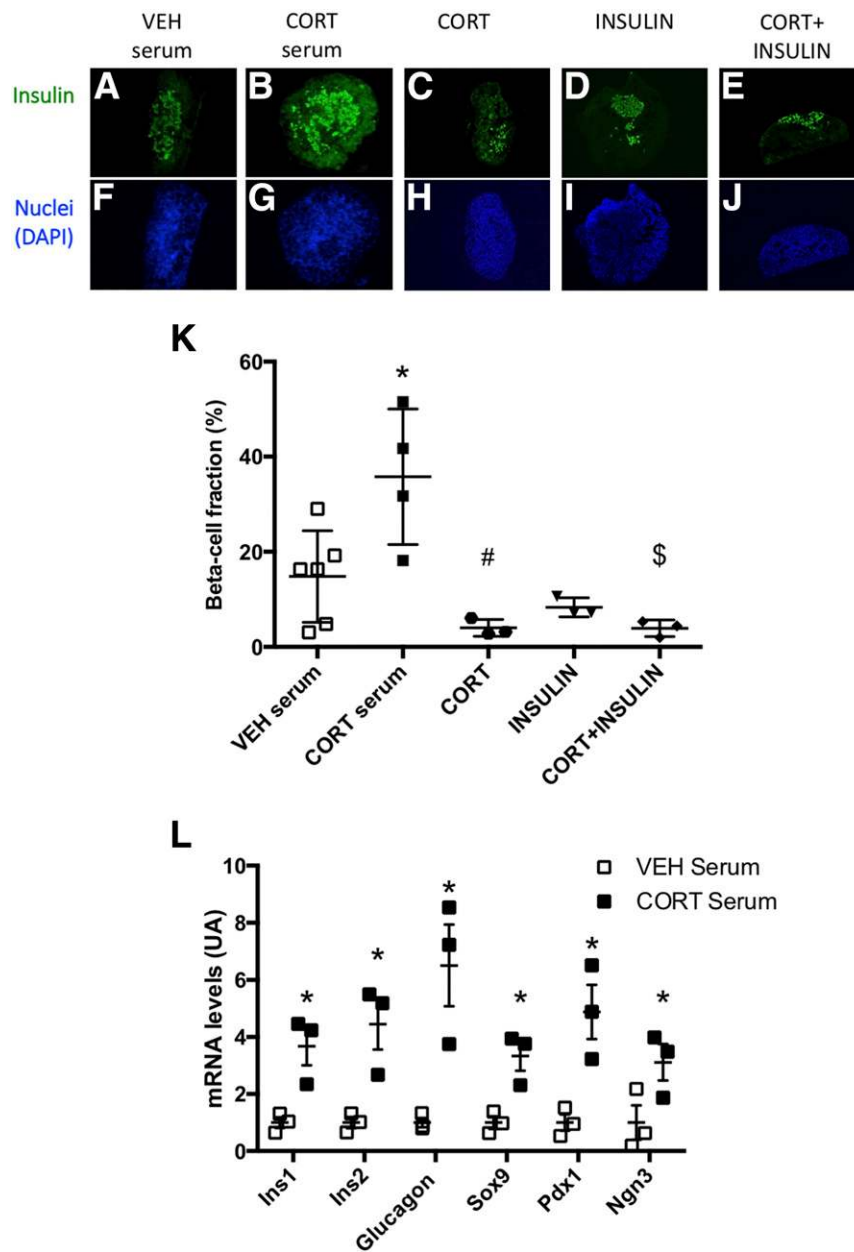 VEH serum
CORT serum
CORT
INSULIN
CORT+ INSULIN
Insulin
A
B
C
D
E
Nuclei (DAPI)
F
G
H
I
J
K
60
40
20
0
Beta-cell fraction (%)
*
#
$
VEH serum
CORT serum
CORT
INSULIN
CORT+INSULIN
L
10
8
6
4
2
0
mRNA levels (UA)
VEH Serum
CORT Serum
*
*
*
*
*
*
Ins1
Ins2
Glucagon
Sox9
Pdx1
Ngn3